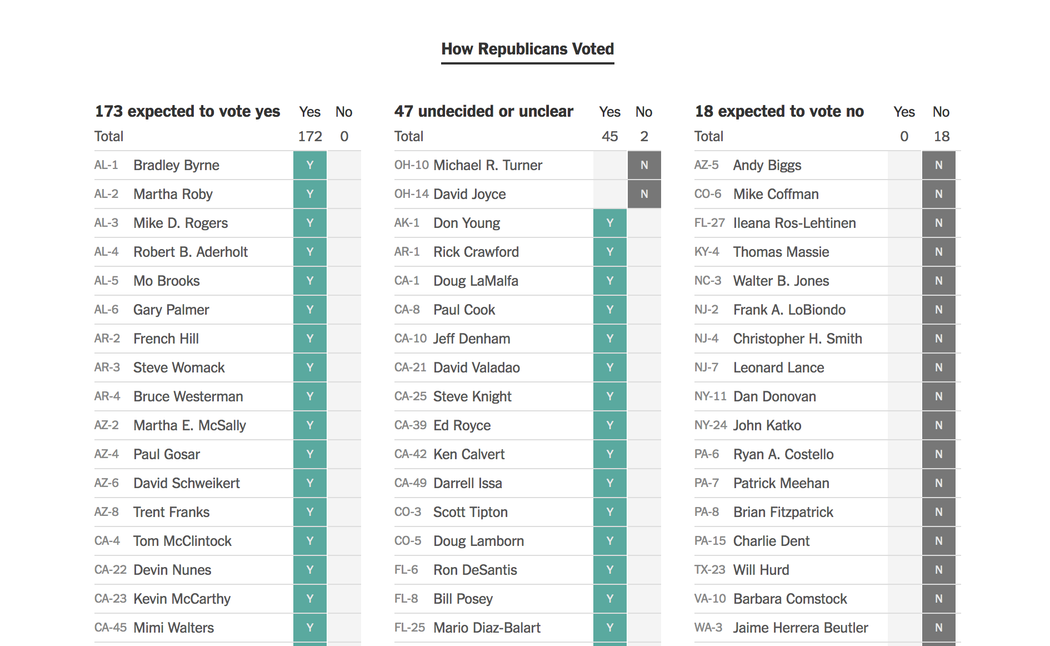 How Republicans Voted
173 expected to vote yes Yes No
Total 172 0
AL-1 Bradley Byrne Y
AL-2 Martha Roby Y
AL-3 Mike D. Rogers Y
AL-4 Robert B. Aderholt Y
AL-5 Mo Brooks Y
AL-6 Gary Palmer Y
AR-2 French Hill Y
AR-3 Steve Womack Y
AR-4 Bruce Westerman Y
AZ-2 Martha E. McSally Y
AZ-4 Paul Gosar Y
AZ-6 David Schweikert Y
AZ-8 Trent Franks Y
CA-4 Tom McClintock Y
CA-22 Devin Nunes Y
CA-23 Kevin McCarthy Y
CA-45 Mimi Walters Y
47 undecided or unclear Yes No
Total 45 2
OH-10 Michael R. Turner N
OH-14 David Joyce N
AK-1 Don Young Y
AR-1 Rick Crawford Y
CA-1 Doug LaMalfa Y
CA-8 Paul Cook Y
CA-10 Jeff Denham Y
CA-21 David Valadao Y
CA-25 Steve Knight Y
CA-39 Ed Royce Y
CA-42 Ken Calvert Y
CA-49 Darrell Issa Y
CO-3 Scott Tipton Y
CO-5 Doug Lamborn Y
FL-6 Ron DeSantis Y
FL-8 Bill Posey Y
FL-25 Mario Diaz-Balart Y
18 expected to vote no Yes No
Total 0 18
AZ-5 Andy Biggs N
CO-6 Mike Coffman N
FL-27 Ileana Ros-Lehtinen N
KY-4 Thomas Massie N
NC-3 Walter B. Jones N
NJ-2 Frank A. LoBiondo N
NJ-4 Christopher H. Smith N
NJ-7 Leonard Lance N
NY-11 Dan Donovan N
NY-24 John Katko N
PA-6 Ryan A. Costello N
PA-7 Patrick Meehan N
PA-8 Brian Fitzpatrick N
PA-15 Charlie Dent N
TX-23 Will Hurd N
VA-10 Barbara Comstock N
WA-3 Jaime Herrera Beutler N